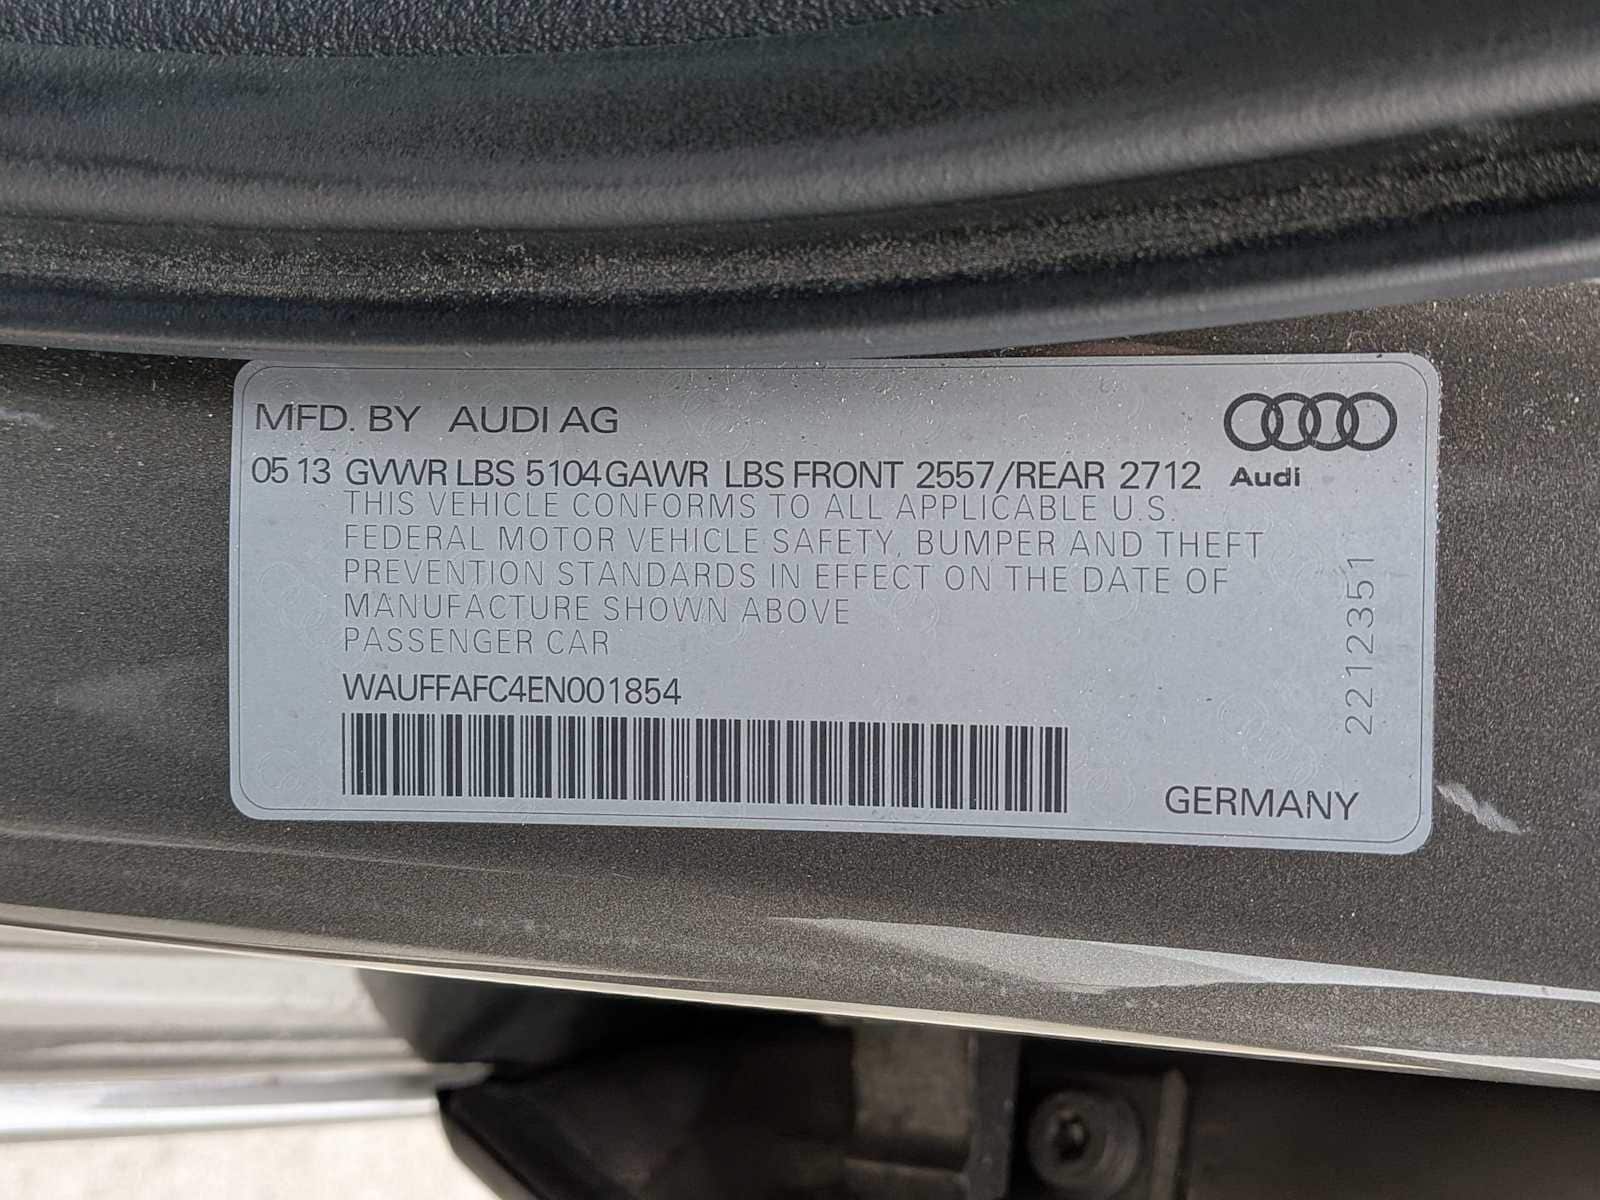 MFD. BY AUDI AG
05 13 GVWR LBS 5104 GAWR LBS FRONT 2557/REAR 2712
Audi
THIS VEHICLE CONFORMS TO ALL APPLICABLE U.S.
FEDERAL MOTOR VEHICLE SAFETY, BUMPER AND THEFT
PREVENTION STANDARDS IN EFFECT ON THE DATE OF
MANUFACTURE SHOWN ABOVE
PASSENGER CAR
WAUFFAFC4EN001854
GERMANY
2212351